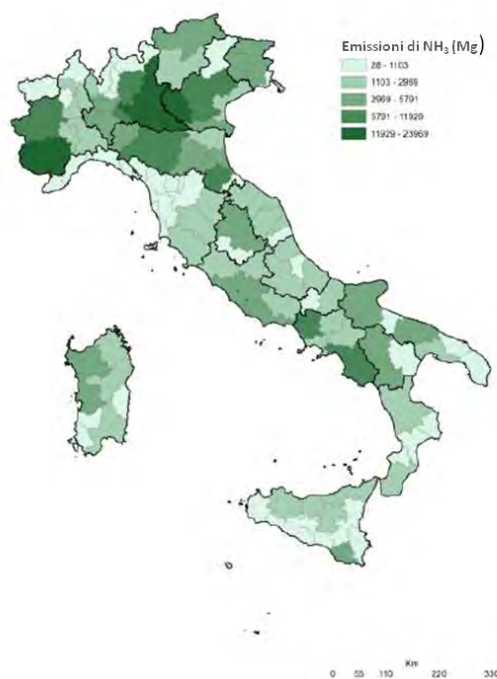 Emissioni di NH₃ (Mg)
28 - 1103
1103 - 2969
2969 - 5791
5791 - 11929
11929 - 23969
Km
0 55 110 220 330